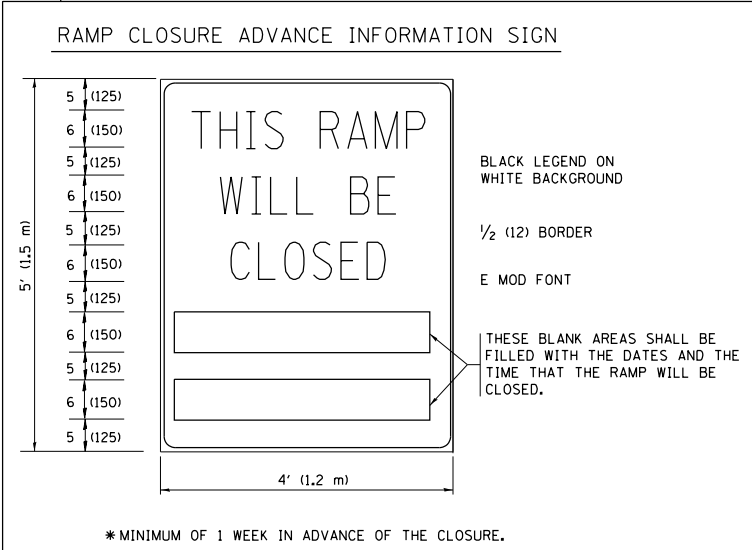 RAMP CLOSURE ADVANCE INFORMATION SIGN
5 (125)
6 (150)
5 (125)
6 (150)
5 (125)
6 (150)
5 (125)
6 (150)
5 (125)
6 (150)
5 (125)
5' (1.5 m)
THIS RAMP
WILL BE
CLOSED
4' (1.2 m)
BLACK LEGEND ON
WHITE BACKGROUND
1/2 (12) BORDER
E MOD FONT
THESE BLANK AREAS SHALL BE
FILLED WITH THE DATES AND THE
TIME THAT THE RAMP WILL BE
CLOSED.
* MINIMUM OF 1 WEEK IN ADVANCE OF THE CLOSURE.